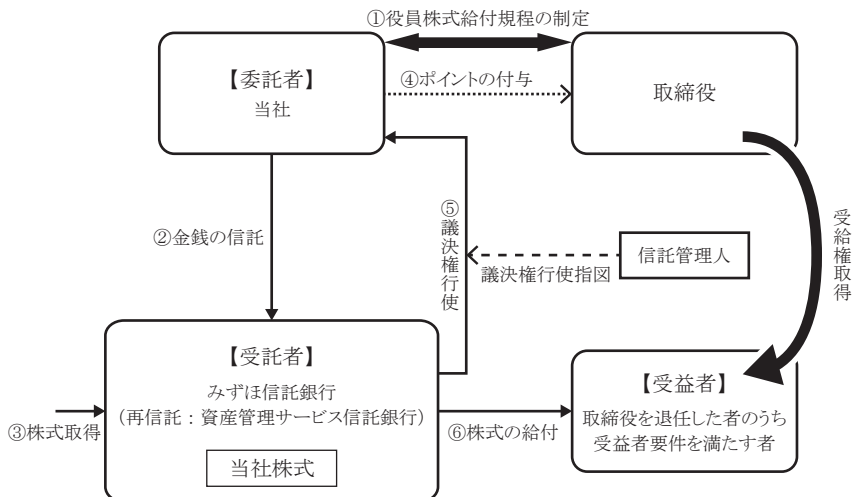 ①役員株式給付規程の制定
【委託者】
当社
④ポイントの付与
取締役
②金銭の信託
⑤議決権行使
議決権行使指図
信託管理人
受給権取得
【受託者】
みずほ信託銀行
(再信託：資産管理サービス信託銀行)
当社株式
③株式取得
⑥株式の給付
【受益者】
取締役を退任した者のうち
受益者要件を満たす者